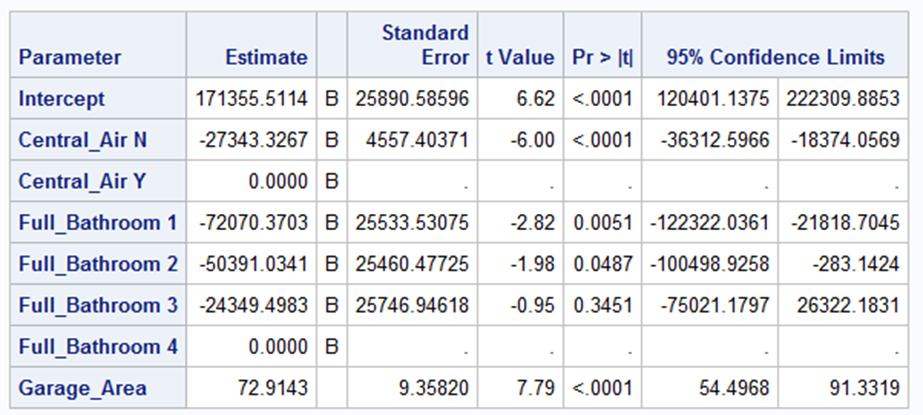 Parameter Estimate Standard Error t Value Pr > |t| 95% Confidence Limits
Intercept 171355.5114 B 25890.58596 6.62 <.0001 120401.1375 222309.8853
Central_Air N -27343.3267 B 4557.40371 -6.00 <.0001 -36312.5966 -18374.0569
Central_Air Y 0.0000 B . . . . .
Full_Bathroom 1 -72070.3703 B 25533.53075 -2.82 0.0051 -122322.0361 -21818.7045
Full_Bathroom 2 -50391.0341 B 25460.47725 -1.98 0.0487 -100498.9258 -283.1424
Full_Bathroom 3 -24349.4983 B 25746.94618 -0.95 0.3451 -75021.1797 26322.1831
Full_Bathroom 4 0.0000 B . . . . .
Garage_Area 72.9143 9.35820 7.79 <.0001 54.4968 91.3319